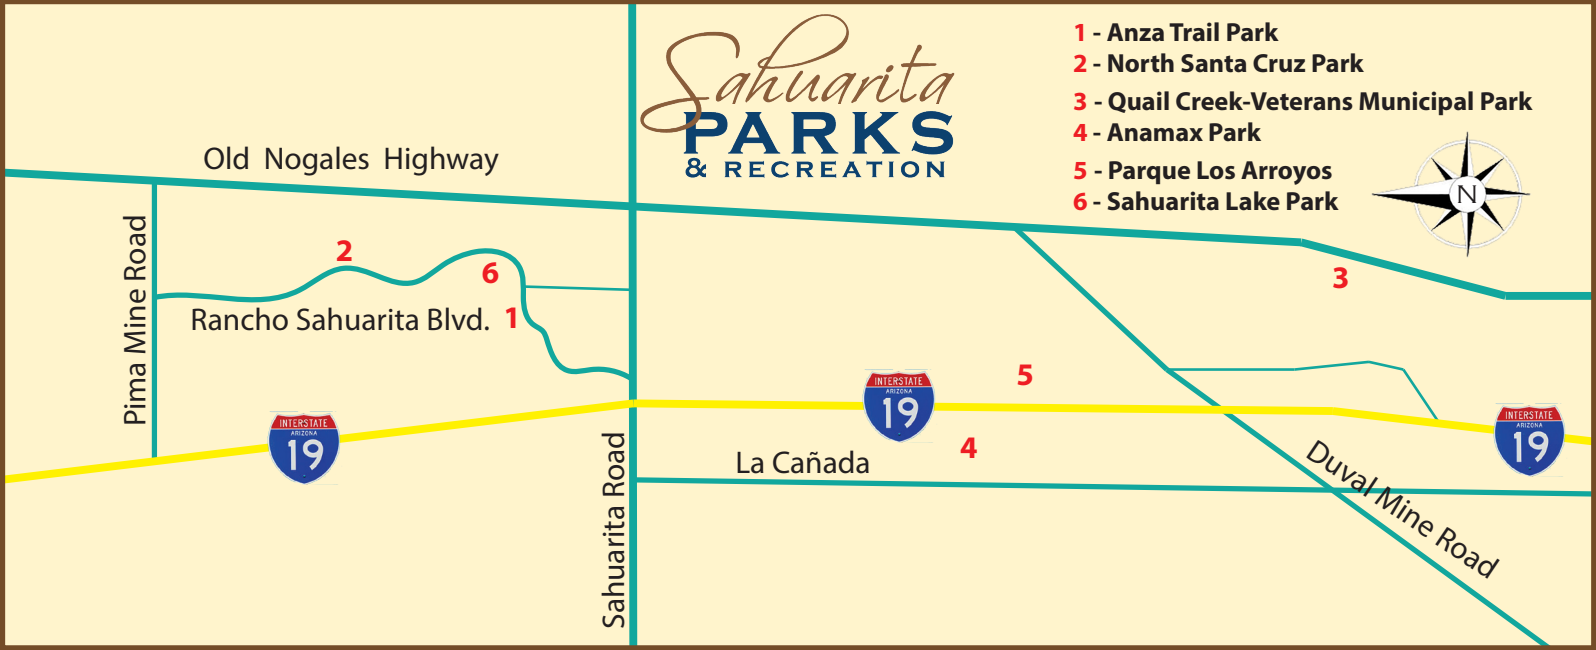 Sahuarita
PARKS
& RECREATION
1 - Anza Trail Park
2 - North Santa Cruz Park
3 - Quail Creek-Veterans Municipal Park
4 - Anamax Park
5 - Parque Los Arroyos
6 - Sahuarita Lake Park
N
Old Nogales Highway
Pima Mine Road
2
6
3
Rancho Sahuarita Blvd.
1
5
INTERSTATE
ARIZONA
19
INTERSTATE
ARIZONA
19
INTERSTATE
ARIZONA
19
4
La Cañada
Sahuarita Road
Duval Mine Road